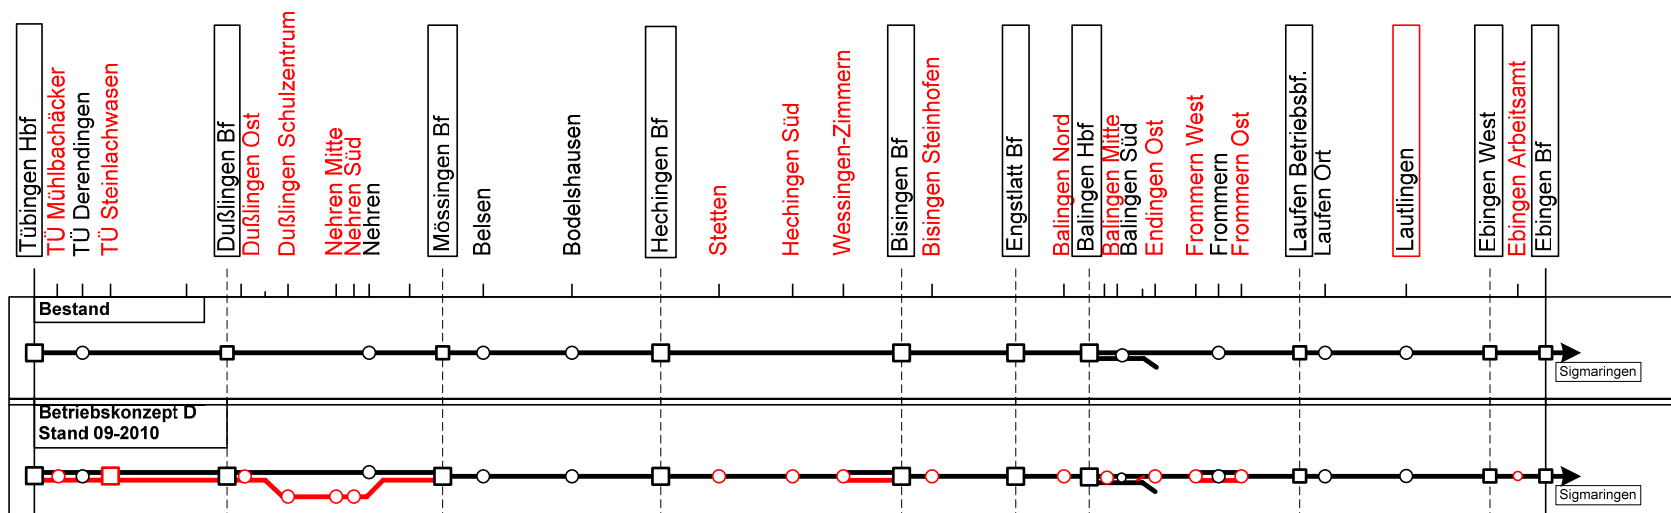 Tübingen Hbf
TÜ Mühlbachäcker
TÜ Derendingen
TÜ Steinlachwasen
Dußlingen Bf
Dußlingen Ost
Dußlingen Schulzentrum
Nehren Mitte
Nehren Süd
Nehren
Mössingen Bf
Belsen
Bodelshausen
Hechingen Bf
Stetten
Hechingen Süd
Wessingen-Zimmern
Bisingen Bf
Bisingen Steinhofen
Engstlatt Bf
Balingen Nord
Balingen Hbf
Balingen Mitte
Balingen Süd
Endingen Ost
Frommern West
Frommern
Frommern Ost
Laufen Betriebsbf.
Laufen Ort
Lautlingen
Ebingen West
Ebingen Arbeitsamt
Ebingen Bf
Bestand
Sigmaringen
Betriebskonzept D
Stand 09-2010
Sigmaringen